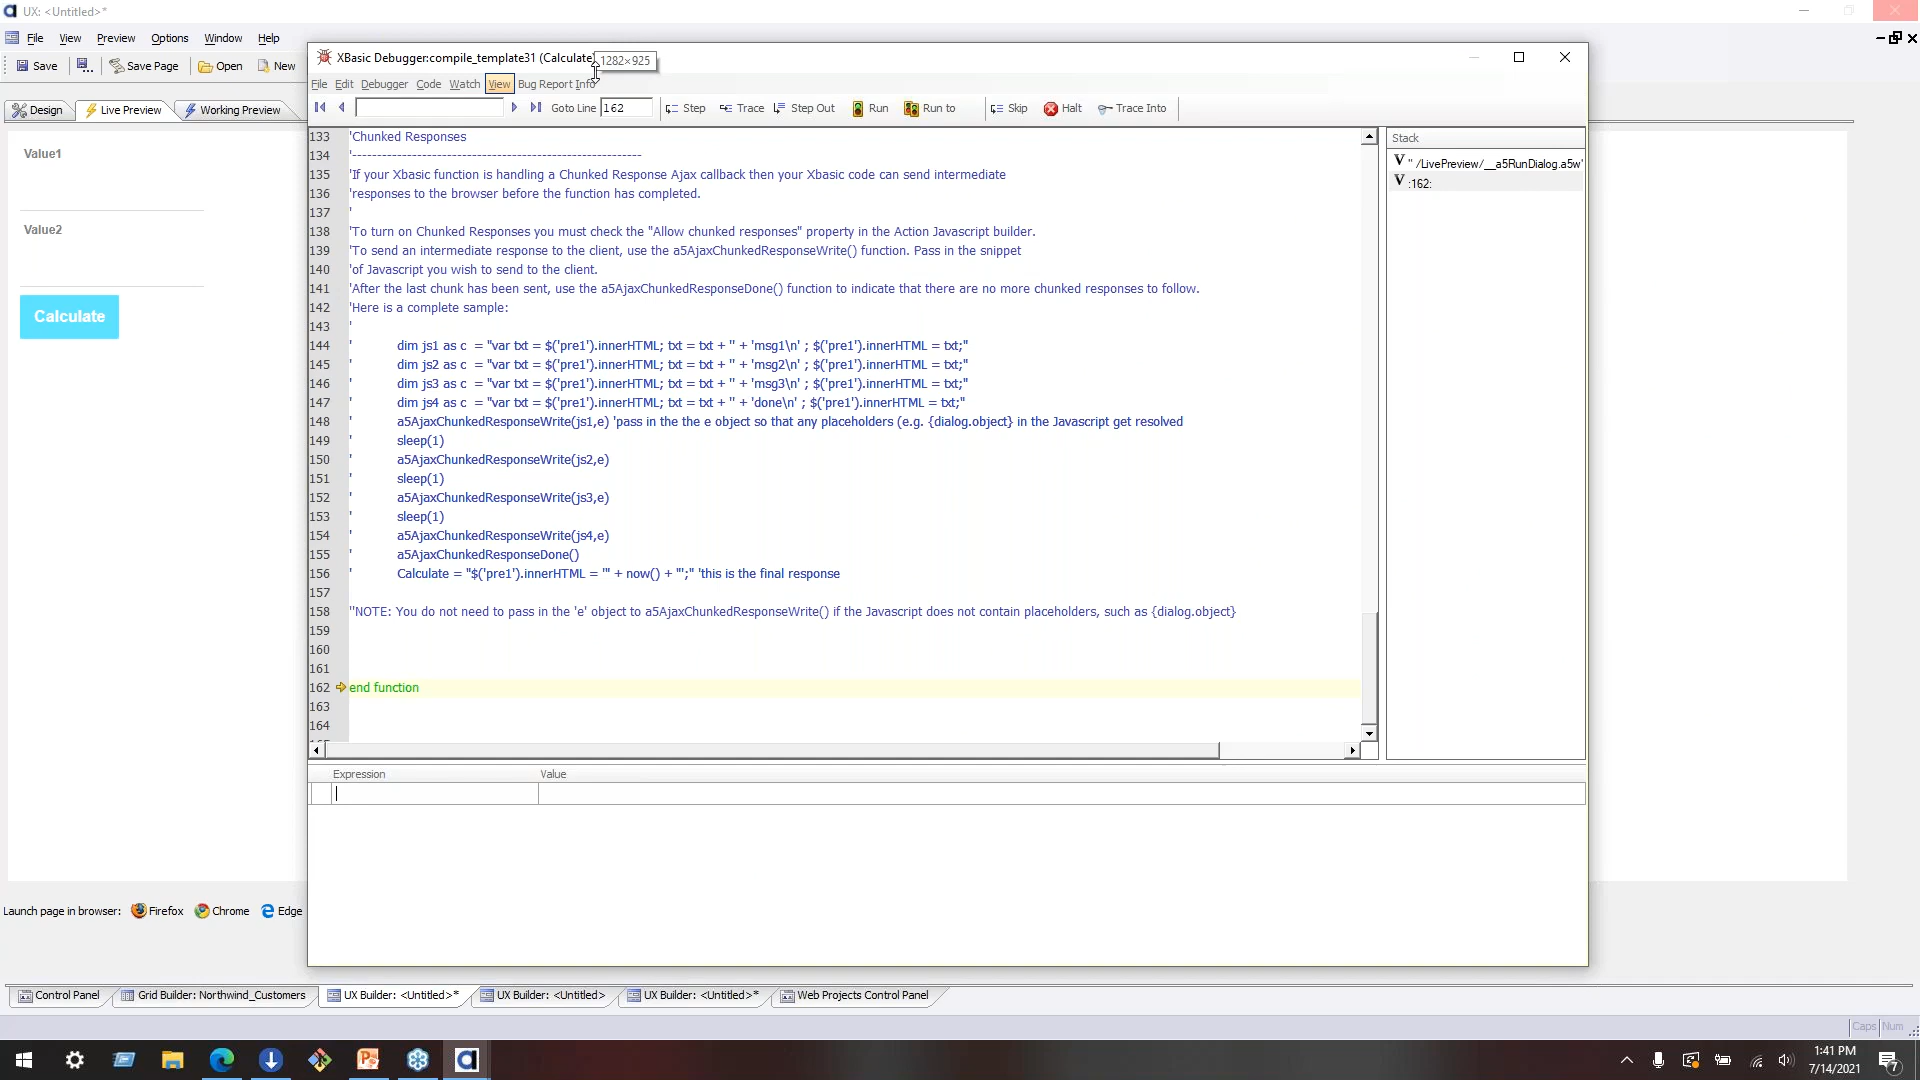 UX: <Untitled>*
File View Preview Options Window Help
Save Save Page Open New
Design Live Preview Working Preview
Value1
Value2
Calculate
Launch page in browser: Firefox Chrome Edge
XBasic Debugger:compile_template31 (Calculate)
1282×925
File Edit Debugger Code Watch View Bug Report Info
Goto Line 162 Step Trace Step Out Run Run to Skip Halt Trace Into
133 'Chunked Responses
134 '----------------------------------------------------------
135 'If your Xbasic function is handling a Chunked Response Ajax callback then your Xbasic code can send intermediate
136 'responses to the browser before the function has completed.
137 '
138 'To turn on Chunked Responses you must check the "Allow chunked responses" property in the Action Javascript builder.
139 'To send an intermediate response to the client, use the a5AjaxChunkedResponseWrite() function. Pass in the snippet
140 'of Javascript you wish to send to the client.
141 'After the last chunk has been sent, use the a5AjaxChunkedResponseDone() function to indicate that there are no more chunked responses to follow.
142 'Here is a complete sample:
143 '
144 ' dim js1 as c = "var txt = $('pre1').innerHTML; txt = txt + '' + 'msg1\n' ; $('pre1').innerHTML = txt;"
145 ' dim js2 as c = "var txt = $('pre1').innerHTML; txt = txt + '' + 'msg2\n' ; $('pre1').innerHTML = txt;"
146 ' dim js3 as c = "var txt = $('pre1').innerHTML; txt = txt + '' + 'msg3\n' ; $('pre1').innerHTML = txt;"
147 ' dim js4 as c = "var txt = $('pre1').innerHTML; txt = txt + '' + 'done\n' ; $('pre1').innerHTML = txt;"
148 ' a5AjaxChunkedResponseWrite(js1,e) 'pass in the the e object so that any placeholders (e.g. {dialog.object} in the Javascript get resolved
149 ' sleep(1)
150 ' a5AjaxChunkedResponseWrite(js2,e)
151 ' sleep(1)
152 ' a5AjaxChunkedResponseWrite(js3,e)
153 ' sleep(1)
154 ' a5AjaxChunkedResponseWrite(js4,e)
155 ' a5AjaxChunkedResponseDone()
156 ' Calculate = "$('pre1').innerHTML = '" + now() + "';" 'this is the final response
157
158 ''NOTE: You do not need to pass in the 'e' object to a5AjaxChunkedResponseWrite() if the Javascript does not contain placeholders, such as {dialog.object}
159
160
161
162 end function
163
164
Stack
V " /LivePreview/__a5RunDialog.a5w'
V :162:
Expression Value
Control Panel Grid Builder: Northwind_Customers UX Builder: <Untitled>* UX Builder: <Untitled> UX Builder: <Untitled>* Web Projects Control Panel
Caps Num
1:41 PM
7/14/2021
7